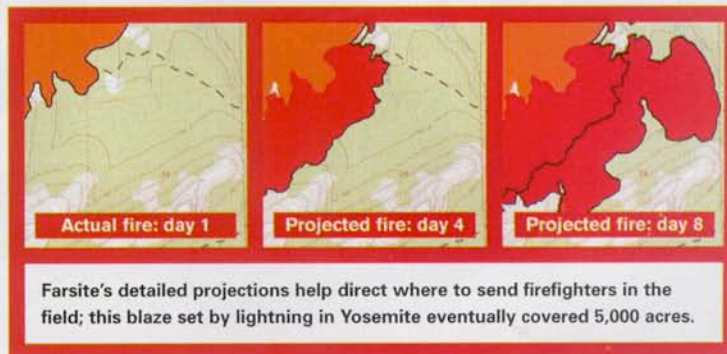 Actual fire: day 1
Projected fire: day 4
Projected fire: day 8
Farsite's detailed projections help direct where to send firefighters in the
field; this blaze set by lightning in Yosemite eventually covered 5,000 acres.